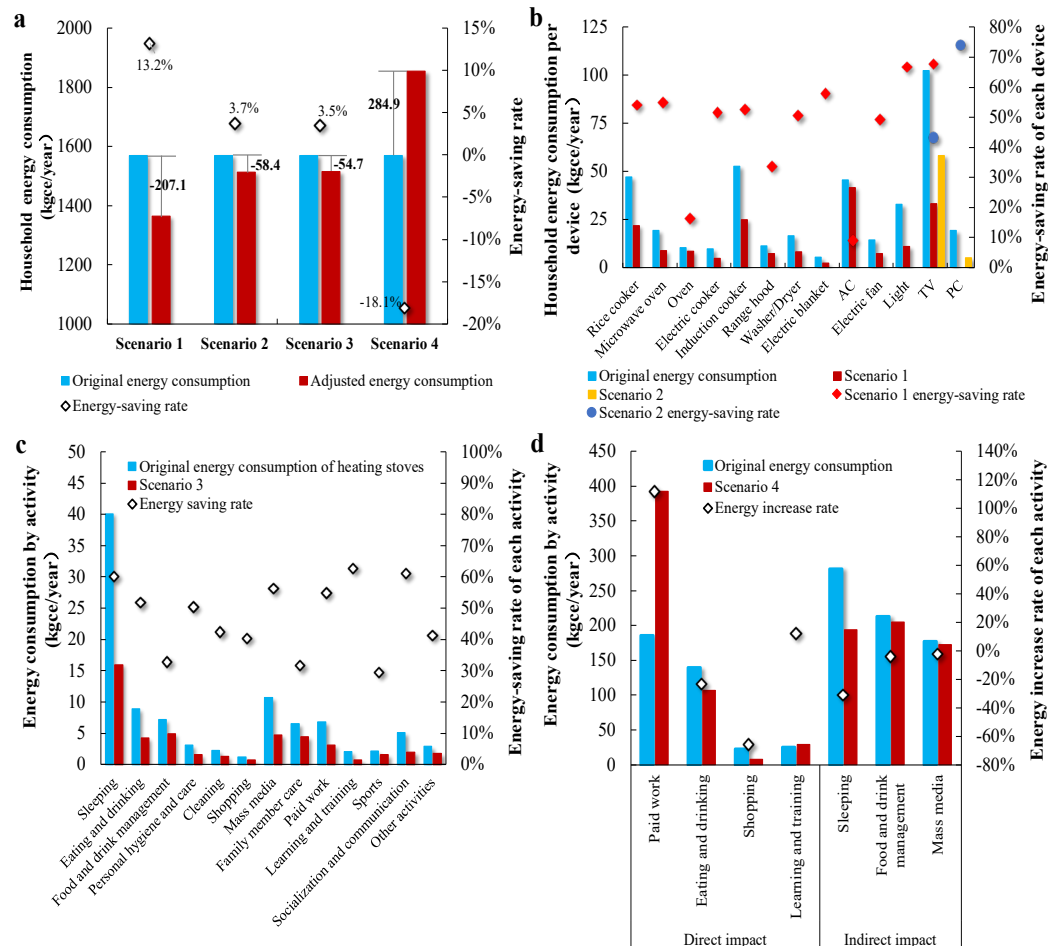 a
2000
1800
1600
1400
1200
1000
Household energy consumption
(kgce/year)
15%
10%
5%
0%
-5%
-10%
-15%
-20%
Energy-saving rate
13.2%
3.7%
3.5%
-18.1%
-207.1
-58.4
-54.7
284.9
Scenario 1
Scenario 2
Scenario 3
Scenario 4
Original energy consumption
Adjusted energy consumption
Energy-saving rate
b
125
100
75
50
25
0
Household energy consumption per
device (kgce/year)
80%
70%
60%
50%
40%
30%
20%
10%
0%
Energy-saving rate of each device
Rice cooker
Microwave oven
Oven
Electric cooker
Induction cooker
Range hood
Washer/Dryer
Electric blanket
AC
Electric fan
Light
TV
PC
Original energy consumption
Scenario 1
Scenario 2
Scenario 1 energy-saving rate
Scenario 2 energy-saving rate
c
50
45
40
35
30
25
20
15
10
5
0
Energy consumption by activity
(kgce/year)
100%
90%
80%
70%
60%
50%
40%
30%
20%
10%
0%
Energy-saving rate of each activity
Original energy consumption of heating stoves
Scenario 3
Energy saving rate
Sleeping
Eating and drinking
Food and drink management
Personal hygiene and care
Cleaning
Shopping
Mass media
Family member care
Paid work
Learning and training
Sports
Socialization and communication
Other activities
d
450
400
350
300
250
200
150
100
50
0
Energy consumption by activity
(kgce/year)
140%
120%
100%
80%
60%
40%
20%
0%
-20%
-40%
-60%
-80%
Energy increase rate of each activity
Original energy consumption
Scenario 4
Energy increase rate
Paid work
Eating and drinking
Shopping
Learning and training
Sleeping
Food and drink
management
Mass media
Direct impact
Indirect impact